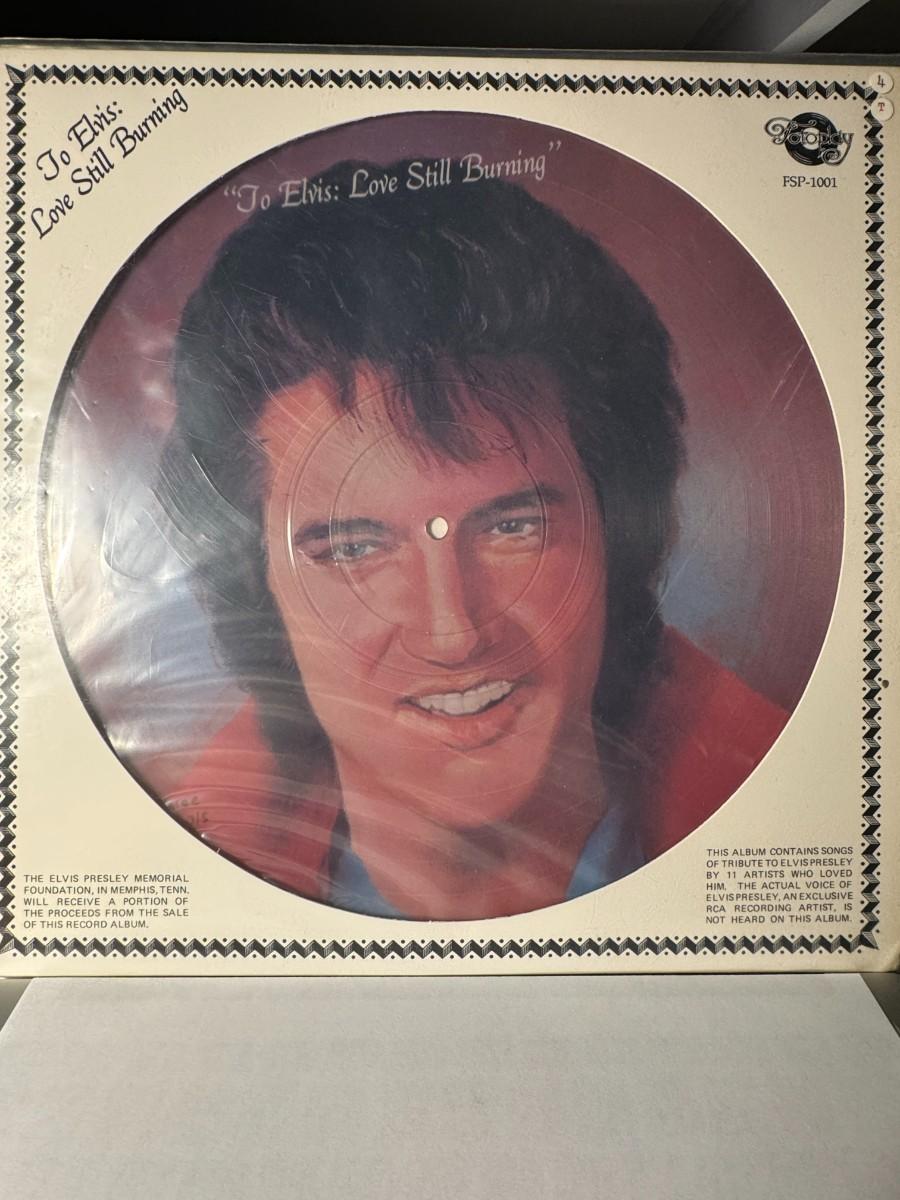 To Elvis:
Love Still Burning
"To Elvis: Love Still Burning"
4
T
Fotoplay
FSP-1001
THE ELVIS PRESLEY MEMORIAL
FOUNDATION, IN MEMPHIS, TENN.
WILL RECEIVE A PORTION OF
THE PROCEEDS FROM THE SALE
OF THIS RECORD ALBUM.
THIS ALBUM CONTAINS SONGS
OF TRIBUTE TO ELVIS PRESLEY
BY 11 ARTISTS WHO LOVED
HIM. THE ACTUAL VOICE OF
ELVIS PRESLEY, AN EXCLUSIVE
RCA RECORDING ARTIST, IS
NOT HEARD ON THIS ALBUM.